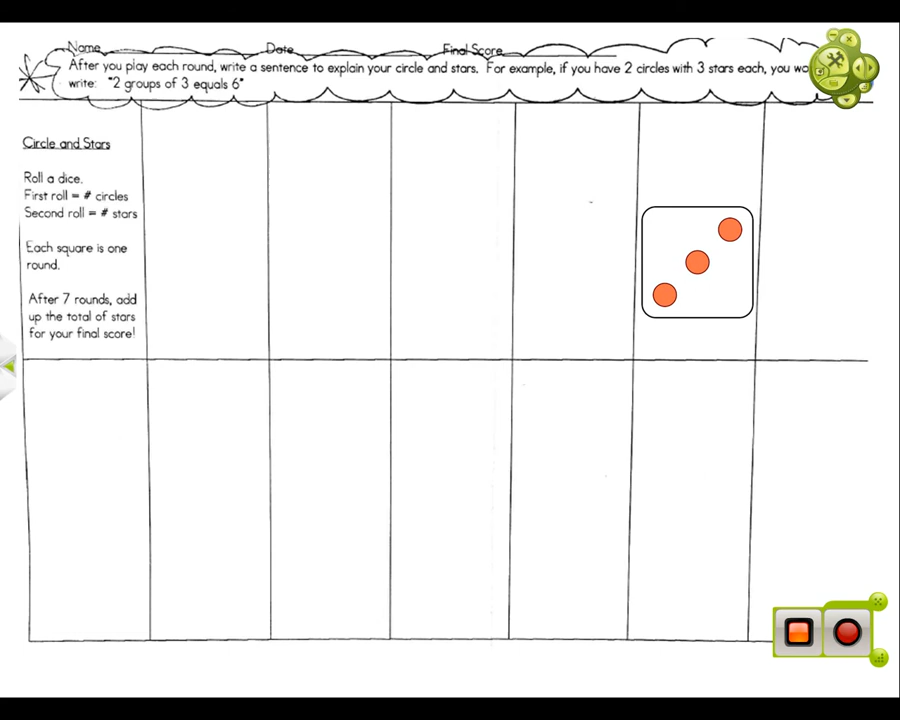 Name Date Final Score
After you play each round, write a sentence to explain your circle and stars. For example, if you have 2 circles with 3 stars each, you
write: "2 groups of 3 equals 6"
Circle and Stars
Roll a dice.
First roll = # circles
Second roll = # stars
Each square is one
round.
After 7 rounds, add
up the total of stars
for your final score!